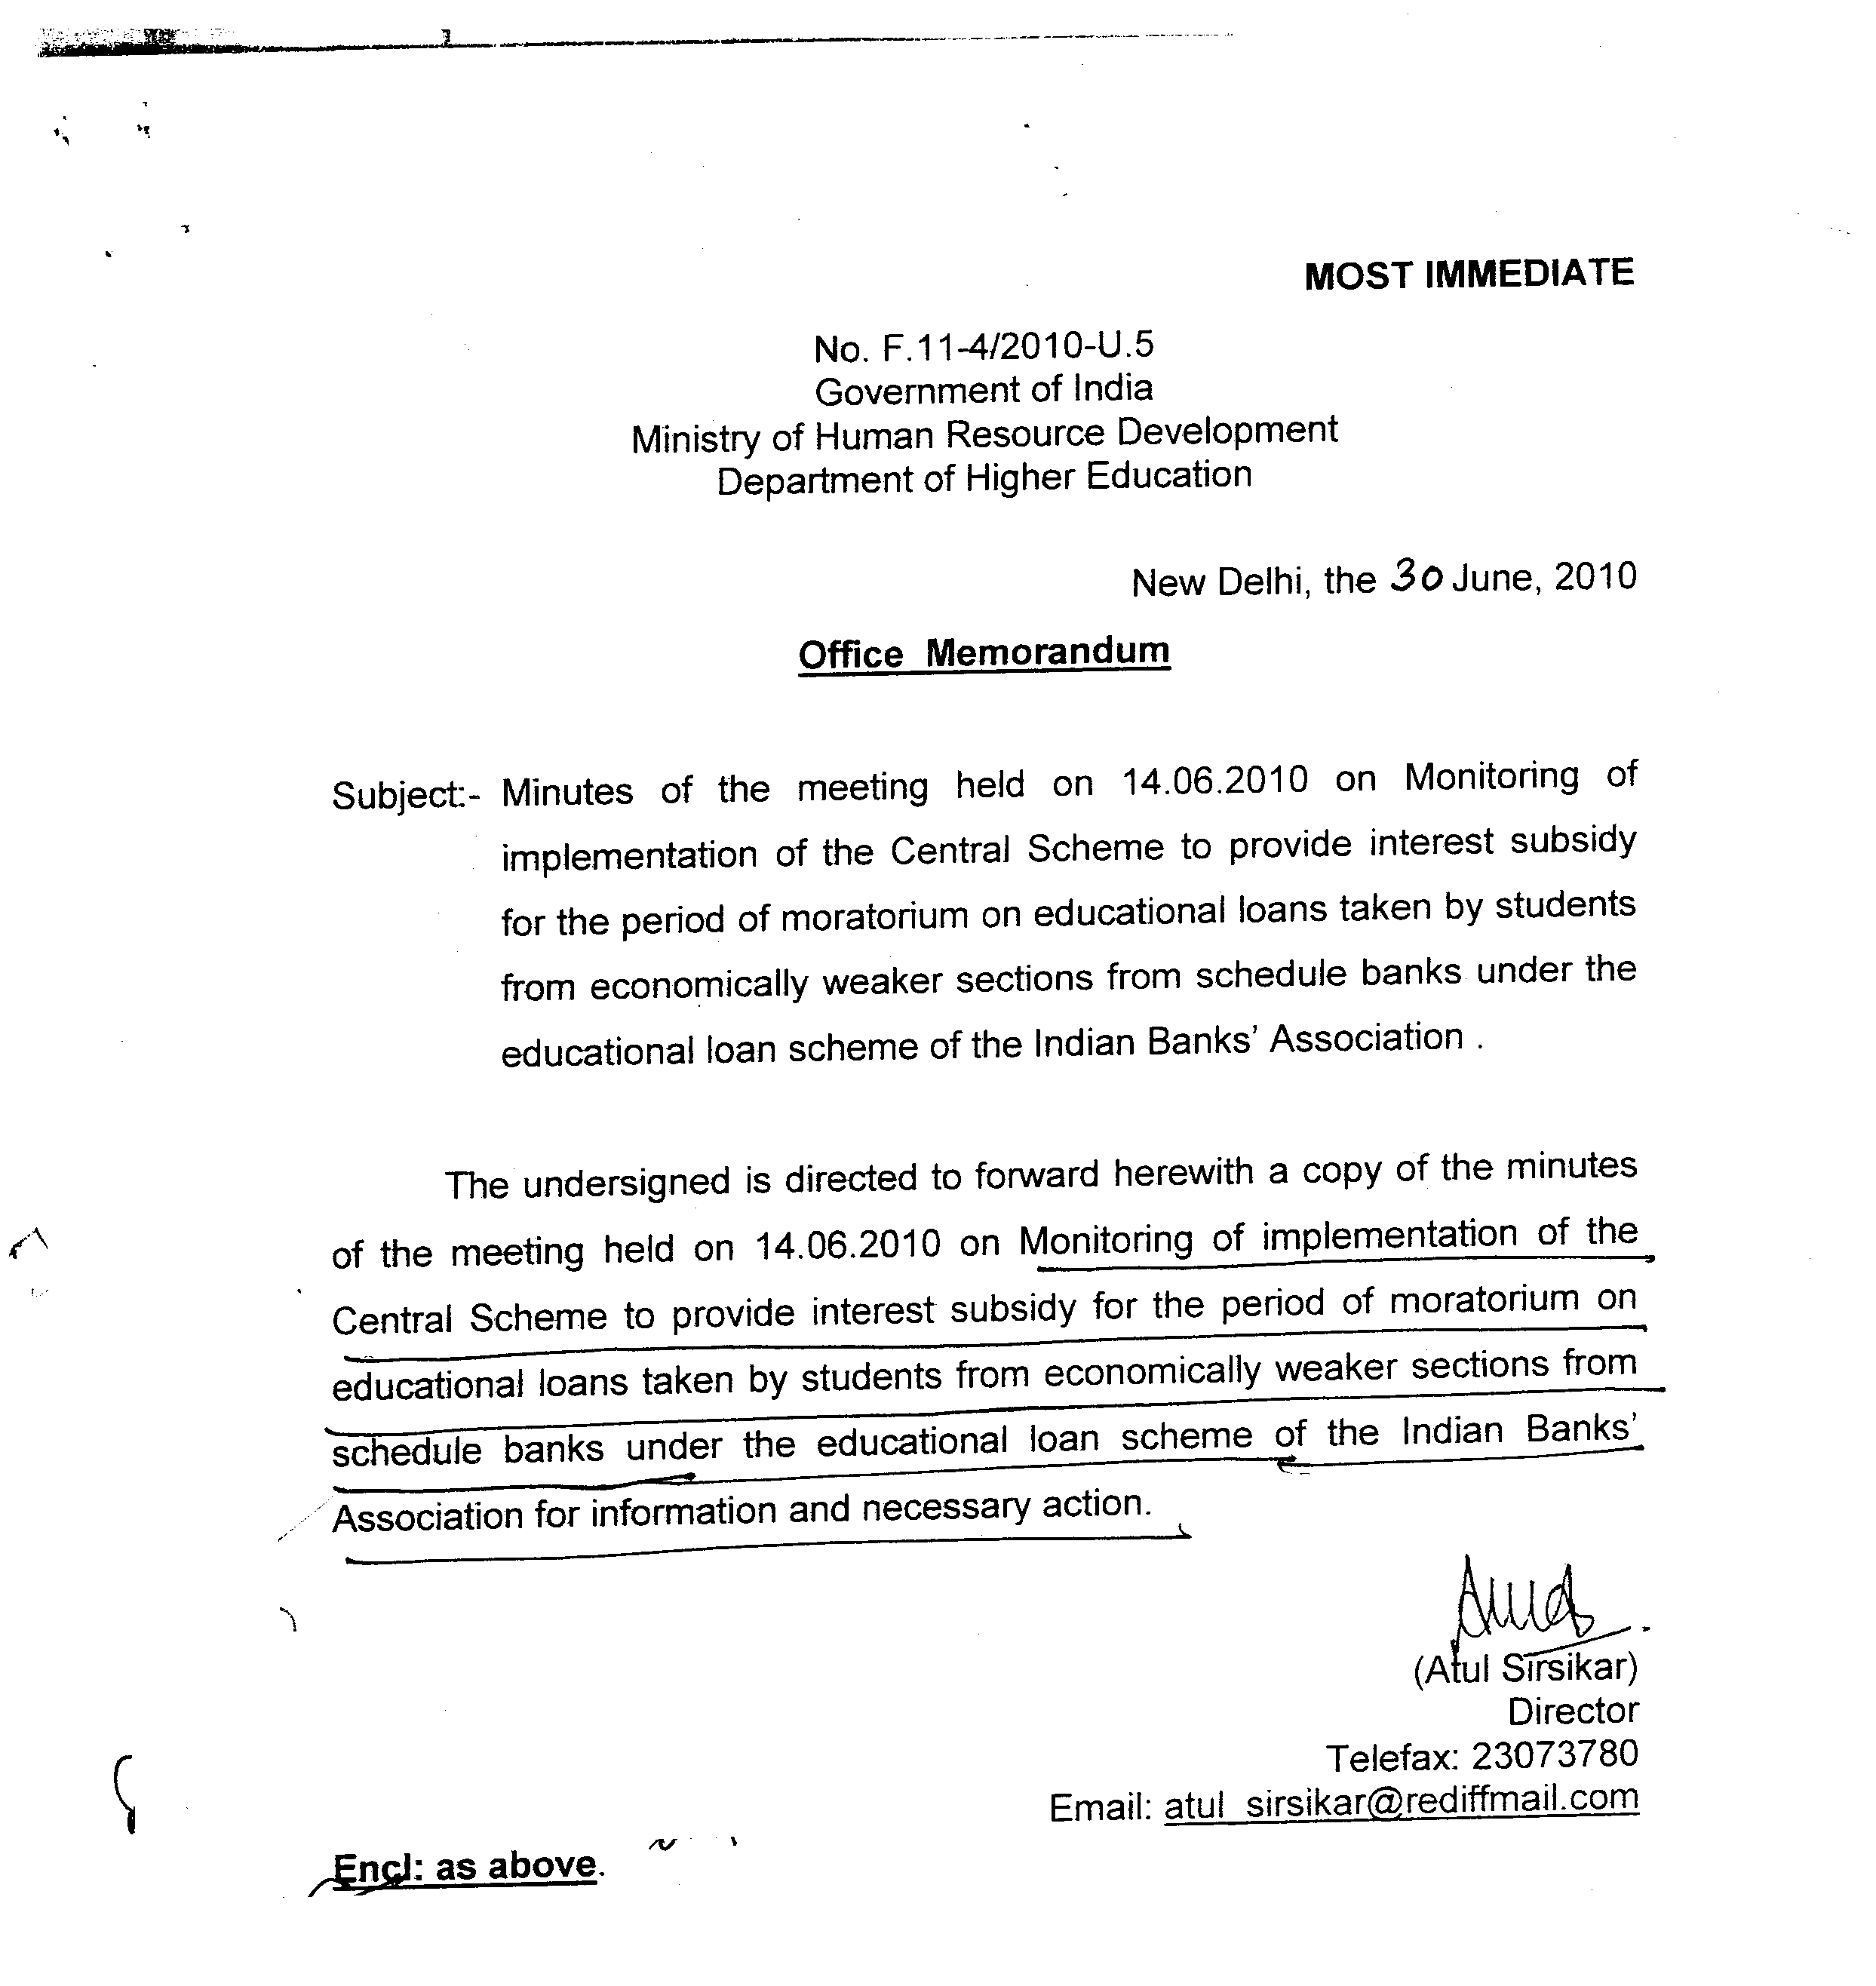 MOST IMMEDIATE
No. F.11-4/2010-U.5
Government of India
Ministry of Human Resource Development
Department of Higher Education
New Delhi, the 30 June, 2010
Office Memorandum
Subject:- Minutes of the meeting held on 14.06.2010 on Monitoring of
implementation of the Central Scheme to provide interest subsidy
for the period of moratorium on educational loans taken by students
from economically weaker sections from schedule banks under the
educational loan scheme of the Indian Banks' Association .
The undersigned is directed to forward herewith a copy of the minutes
of the meeting held on 14.06.2010 on Monitoring of implementation of the
Central Scheme to provide interest subsidy for the period of moratorium on
educational loans taken by students from economically weaker sections from
schedule banks under the educational loan scheme of the Indian Banks'
Association for information and necessary action.
(Atul Sirsikar)
Director
Telefax: 23073780
Email: atul_sirsikar@rediffmail.com
Encl: as above.